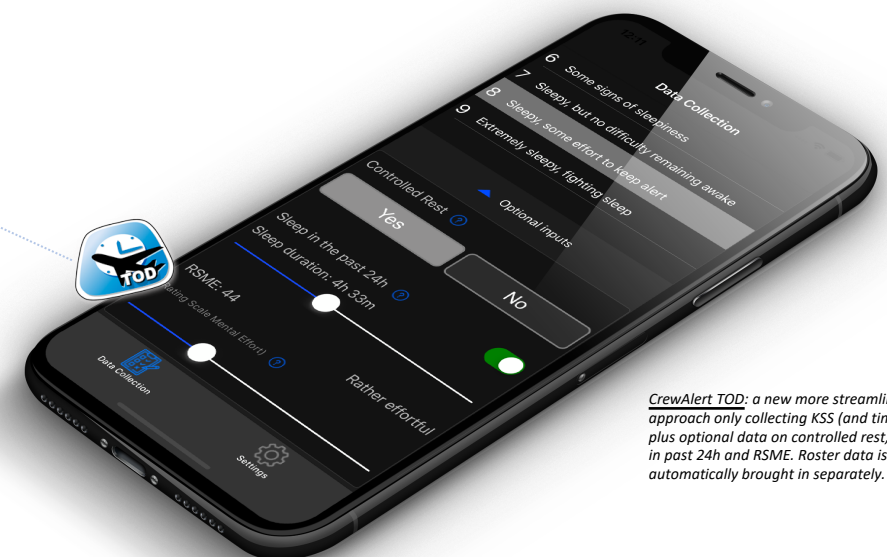 12:11
Data Collection
6 Some signs of sleepiness
7 Sleepy, but no difficulty remaining awake
8 Sleepy, some effort to keep alert
9 Extremely sleepy, fighting sleep
Optional inputs
Controlled Rest ?
Yes
No
Sleep in the past 24h ?
Sleep duration: 4h 33m
RSME: 44
Rather effortful
ating Scale Mental Effort) ?
Data Collection
Settings
TOD
CrewAlert TOD: a new more streamlin
approach only collecting KSS (and tim
plus optional data on controlled rest,
in past 24h and RSME. Roster data is
automatically brought in separately.